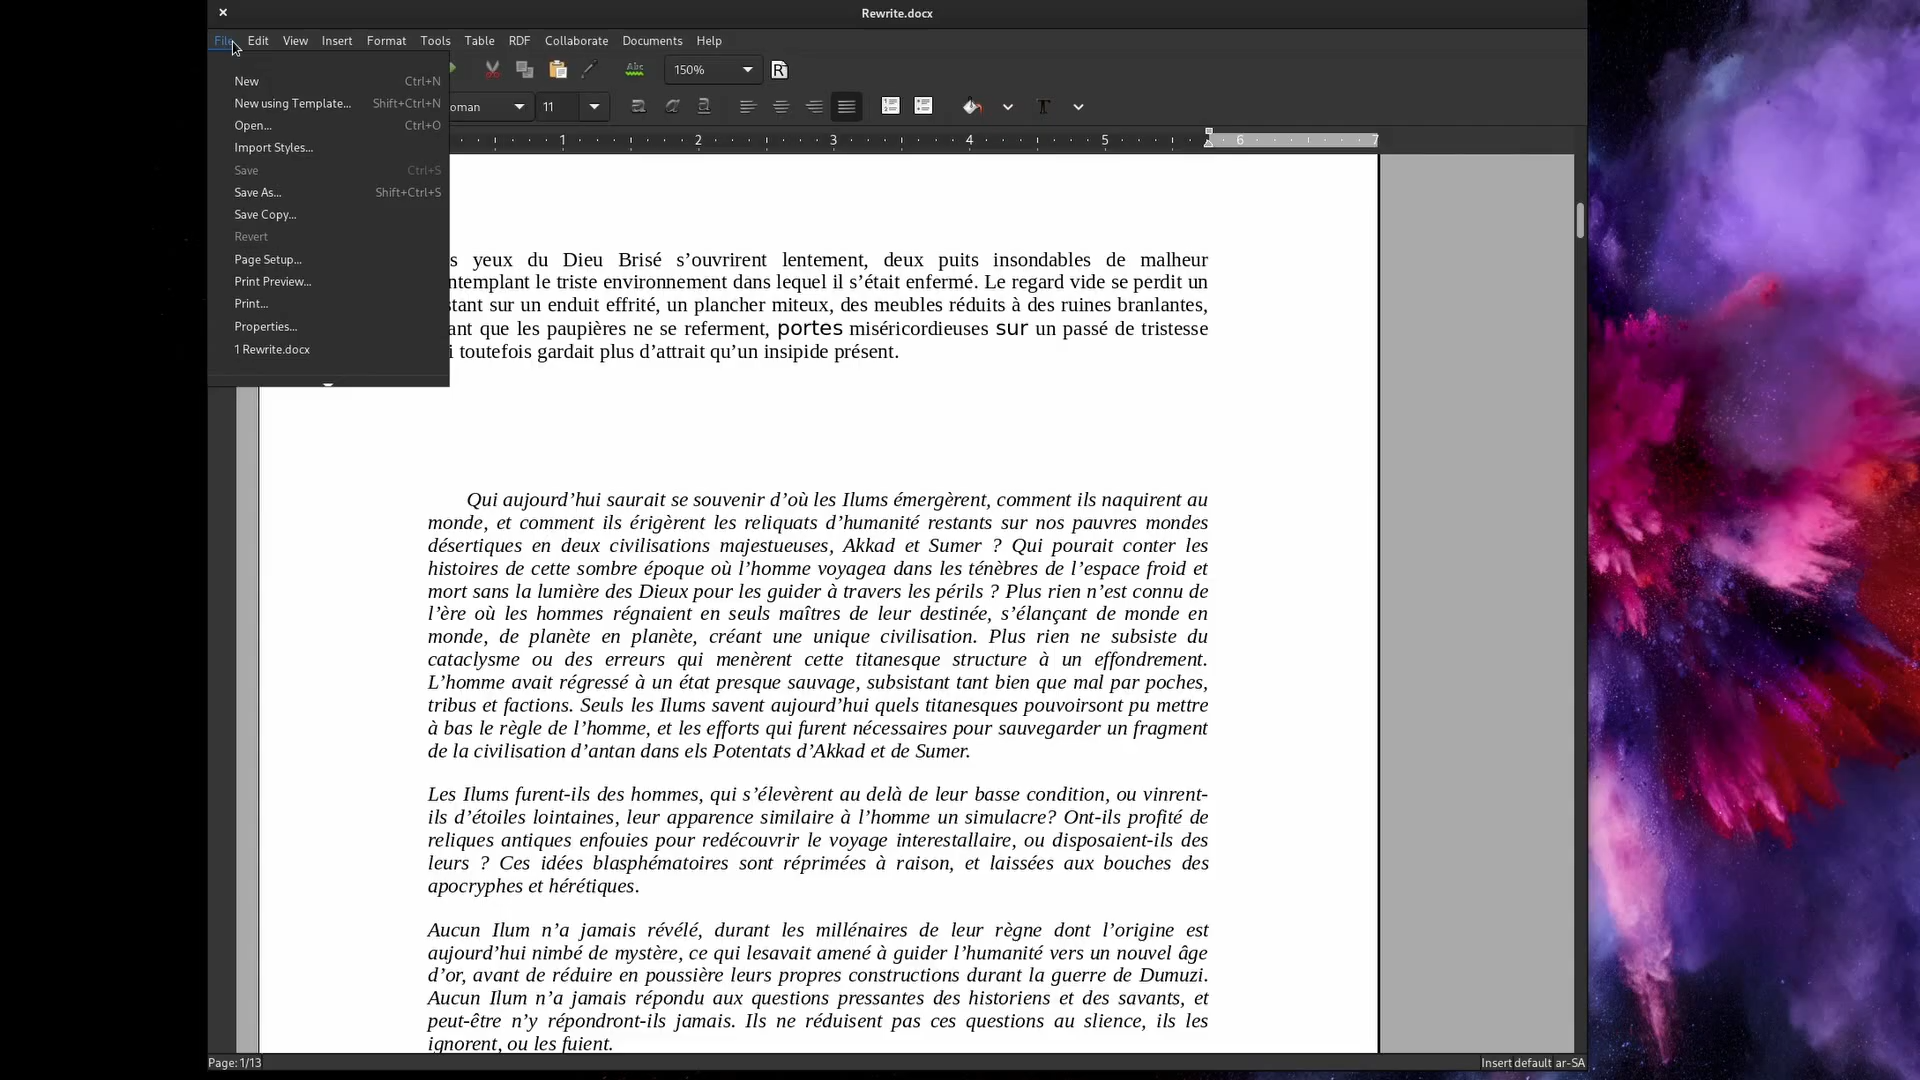 Rewrite.docx
File Edit View Insert Format Tools Table RDF Collaborate Documents Help
150%
oman 11
New Ctrl+N
New using Template... Shift+Ctrl+N
Open... Ctrl+O
Import Styles...
Save Ctrl+S
Save As... Shift+Ctrl+S
Save Copy...
Revert
Page Setup...
Print Preview...
Print...
Properties...
1 Rewrite.docx
1 2 3 4 5 6 7
s yeux du Dieu Brisé s’ouvrirent lentement, deux puits insondables de malheur
ntemplant le triste environnement dans lequel il s’était enfermé. Le regard vide se perdit un
stant sur un enduit effrité, un plancher miteux, des meubles réduits à des ruines branlantes,
ant que les paupières ne se referment, portes miséricordieuses sur un passé de tristesse
i toutefois gardait plus d’attrait qu’un insipide présent.
Qui aujourd’hui saurait se souvenir d’où les Ilums émergèrent, comment ils naquirent au
monde, et comment ils érigèrent les reliquats d’humanité restants sur nos pauvres mondes
désertiques en deux civilisations majestueuses, Akkad et Sumer ? Qui pourait conter les
histoires de cette sombre époque où l’homme voyagea dans les ténèbres de l’espace froid et
mort sans la lumière des Dieux pour les guider à travers les périls ? Plus rien n’est connu de
l’ère où les hommes régnaient en seuls maîtres de leur destinée, s’élançant de monde en
monde, de planète en planète, créant une unique civilisation. Plus rien ne subsiste du
cataclysme ou des erreurs qui menèrent cette titanesque structure à un effondrement.
L’homme avait régressé à un état presque sauvage, subsistant tant bien que mal par poches,
tribus et factions. Seuls les Ilums savent aujourd’hui quels titanesques pouvoirsont pu mettre
à bas le règle de l’homme, et les efforts qui furent nécessaires pour sauvegarder un fragment
de la civilisation d’antan dans els Potentats d’Akkad et de Sumer.
Les Ilums furent-ils des hommes, qui s’élevèrent au delà de leur basse condition, ou vinrent-
ils d’étoiles lointaines, leur apparence similaire à l’homme un simulacre? Ont-ils profité de
reliques antiques enfouies pour redécouvrir le voyage interestallaire, ou disposaient-ils des
leurs ? Ces idées blasphématoires sont réprimées à raison, et laissées aux bouches des
apocryphes et hérétiques.
Aucun Ilum n’a jamais révélé, durant les millénaires de leur règne dont l’origine est
aujourd’hui nimbé de mystère, ce qui lesavait amené à guider l’humanité vers un nouvel âge
d’or, avant de réduire en poussière leurs propres constructions durant la guerre de Dumuzi.
Aucun Ilum n’a jamais répondu aux questions pressantes des historiens et des savants, et
peut-être n’y répondront-ils jamais. Ils ne réduisent pas ces questions au slience, ils les
ignorent, ou les fuient.
Page: 1/13 Insert default ar-SA